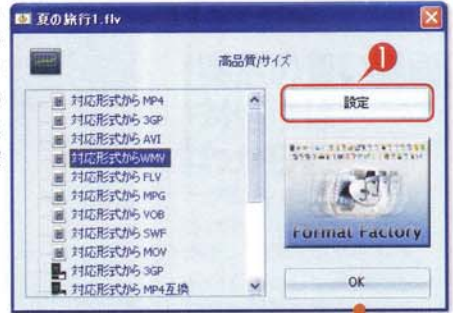 夏の旅行1.flv
高品質/サイズ
1
設定
対応形式から MP4
対応形式から 3GP
対応形式から AVI
対応形式からWMV
対応形式から FLV
対応形式から MPG
対応形式から VOB
対応形式から SWF
対応形式から MOV
対応形式から 3GP
対応形式から MP4互換
Format Factory
OK